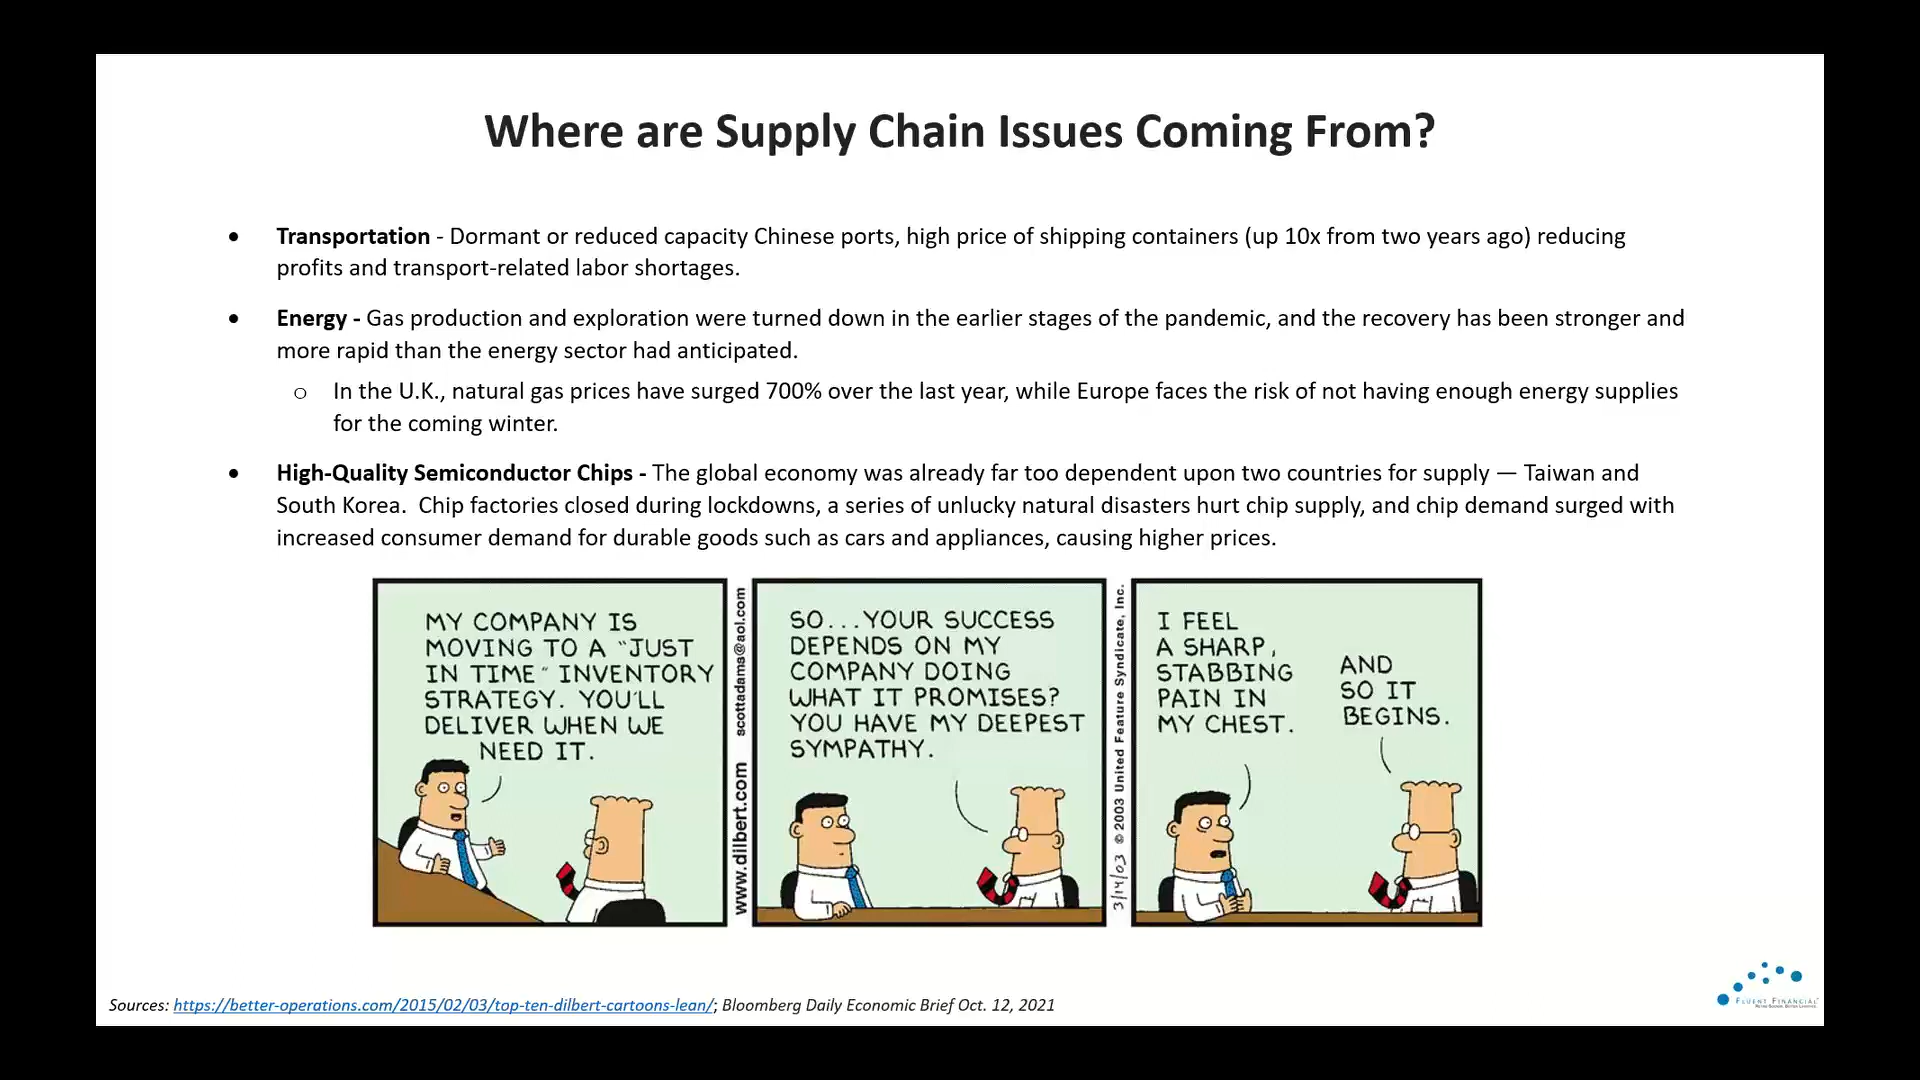 Where are Supply Chain Issues Coming From?
• Transportation - Dormant or reduced capacity Chinese ports, high price of shipping containers (up 10x from two years ago) reducing
profits and transport-related labor shortages.
• Energy - Gas production and exploration were turned down in the earlier stages of the pandemic, and the recovery has been stronger and
more rapid than the energy sector had anticipated.
o In the U.K., natural gas prices have surged 700% over the last year, while Europe faces the risk of not having enough energy supplies
for the coming winter.
• High-Quality Semiconductor Chips - The global economy was already far too dependent upon two countries for supply — Taiwan and
South Korea.  Chip factories closed during lockdowns, a series of unlucky natural disasters hurt chip supply, and chip demand surged with
increased consumer demand for durable goods such as cars and appliances, causing higher prices.
MY COMPANY IS
MOVING TO A "JUST
IN TIME" INVENTORY
STRATEGY. YOU'LL
DELIVER WHEN WE
NEED IT.
www.dilbert.com scottadams@aol.com
SO...YOUR SUCCESS
DEPENDS ON MY
COMPANY DOING
WHAT IT PROMISES?
YOU HAVE MY DEEPEST
SYMPATHY.
3/14/03 © 2003 United Feature Syndicate, Inc.
I FEEL
A SHARP,
STABBING
PAIN IN
MY CHEST.
AND
SO IT
BEGINS.
Sources: https://better-operations.com/2015/02/03/top-ten-dilbert-cartoons-lean/; Bloomberg Daily Economic Brief Oct. 12, 2021
FLUENT FINANCIAL